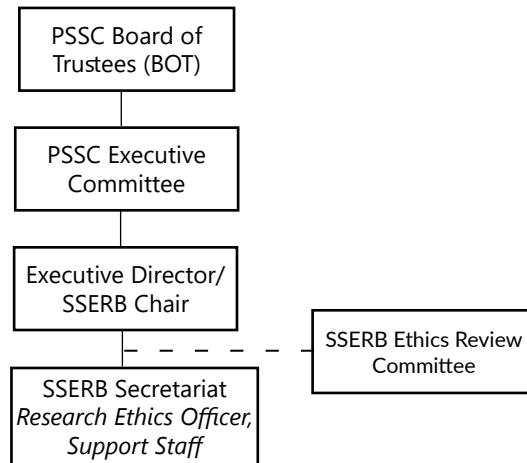 PSSC Board of
Trustees (BOT)
PSSC Executive
Committee
Executive Director/
SSERB Chair
SSERB Ethics Review
Committee
SSERB Secretariat
Research Ethics Officer,
Support Staff